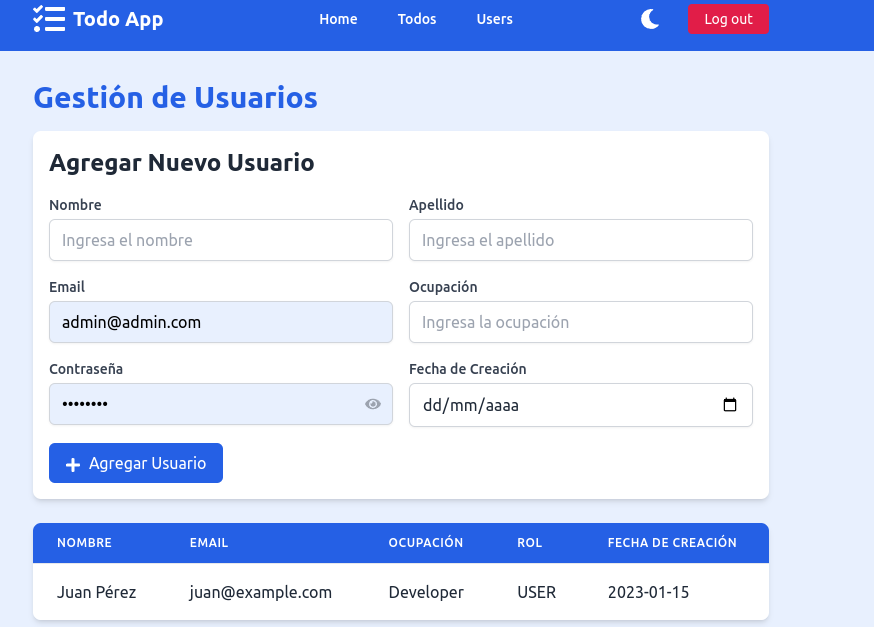 Todo App Home Todos Users Log out
Gestión de Usuarios
Agregar Nuevo Usuario
Nombre Apellido
Ingresa el nombre Ingresa el apellido
Email Ocupación
admin@admin.com Ingresa la ocupación
Contraseña Fecha de Creación
•••••••• dd/mm/aaaa
Agregar Usuario
NOMBRE EMAIL OCUPACIÓN ROL FECHA DE CREACIÓN
Juan Pérez juan@example.com Developer USER 2023-01-15